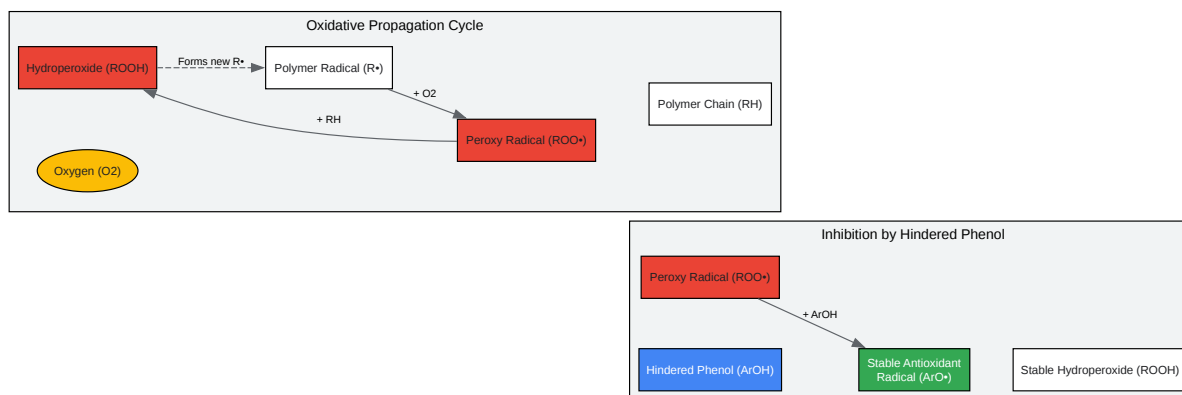 Oxidative Propagation Cycle
Hydroperoxide (ROOH)
Forms new R•
Polymer Radical (R•)
+ O2
Polymer Chain (RH)
+ RH
Peroxy Radical (ROO•)
Oxygen (O2)
Inhibition by Hindered Phenol
Peroxy Radical (ROO•)
+ ArOH
Hindered Phenol (ArOH)
Stable Antioxidant
Radical (ArO•)
Stable Hydroperoxide (ROOH)